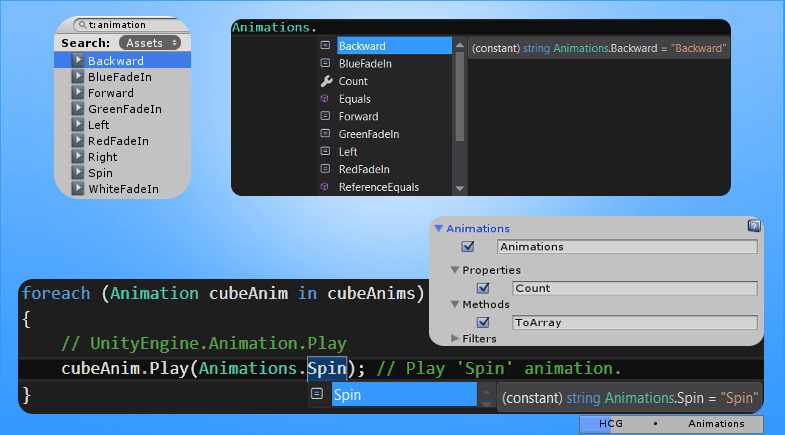 t:animation
Search: Assets
Backward
BlueFadeIn
Forward
GreenFadeIn
Left
RedFadeIn
Right
Spin
WhiteFadeIn
Animations.
Backward
(constant) string Animations.Backward = "Backward"
BlueFadeIn
Count
Equals
Forward
GreenFadeIn
Left
RedFadeIn
ReferenceEquals
Animations
Animations
Properties
Count
Methods
ToArray
Filters
foreach (Animation cubeAnim in cubeAnims)
{
// UnityEngine.Animation.Play
cubeAnim.Play(Animations.Spin); // Play 'Spin' animation.
}
Spin
(constant) string Animations.Spin = "Spin"
HCG • Animations